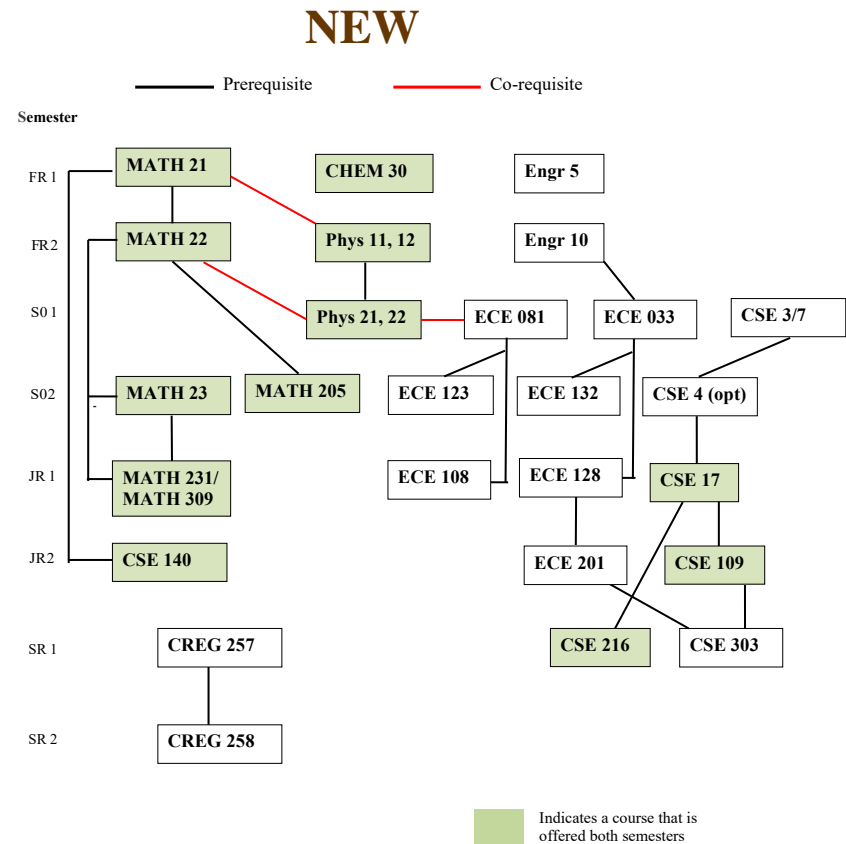 NEW
Prerequisite
Co-requisite
Semester
FR 1
MATH 21
CHEM 30
Engr 5
FR2
MATH 22
Phys 11, 12
Engr 10
S0 1
Phys 21, 22
ECE 081
ECE 033
CSE 3/7
S02
MATH 23
MATH 205
ECE 123
ECE 132
CSE 4 (opt)
-
JR 1
MATH 231/
MATH 309
ECE 108
ECE 128
CSE 17
JR2
CSE 140
ECE 201
CSE 109
SR 1
CREG 257
CSE 216
CSE 303
SR 2
CREG 258
Indicates a course that is
offered both semesters